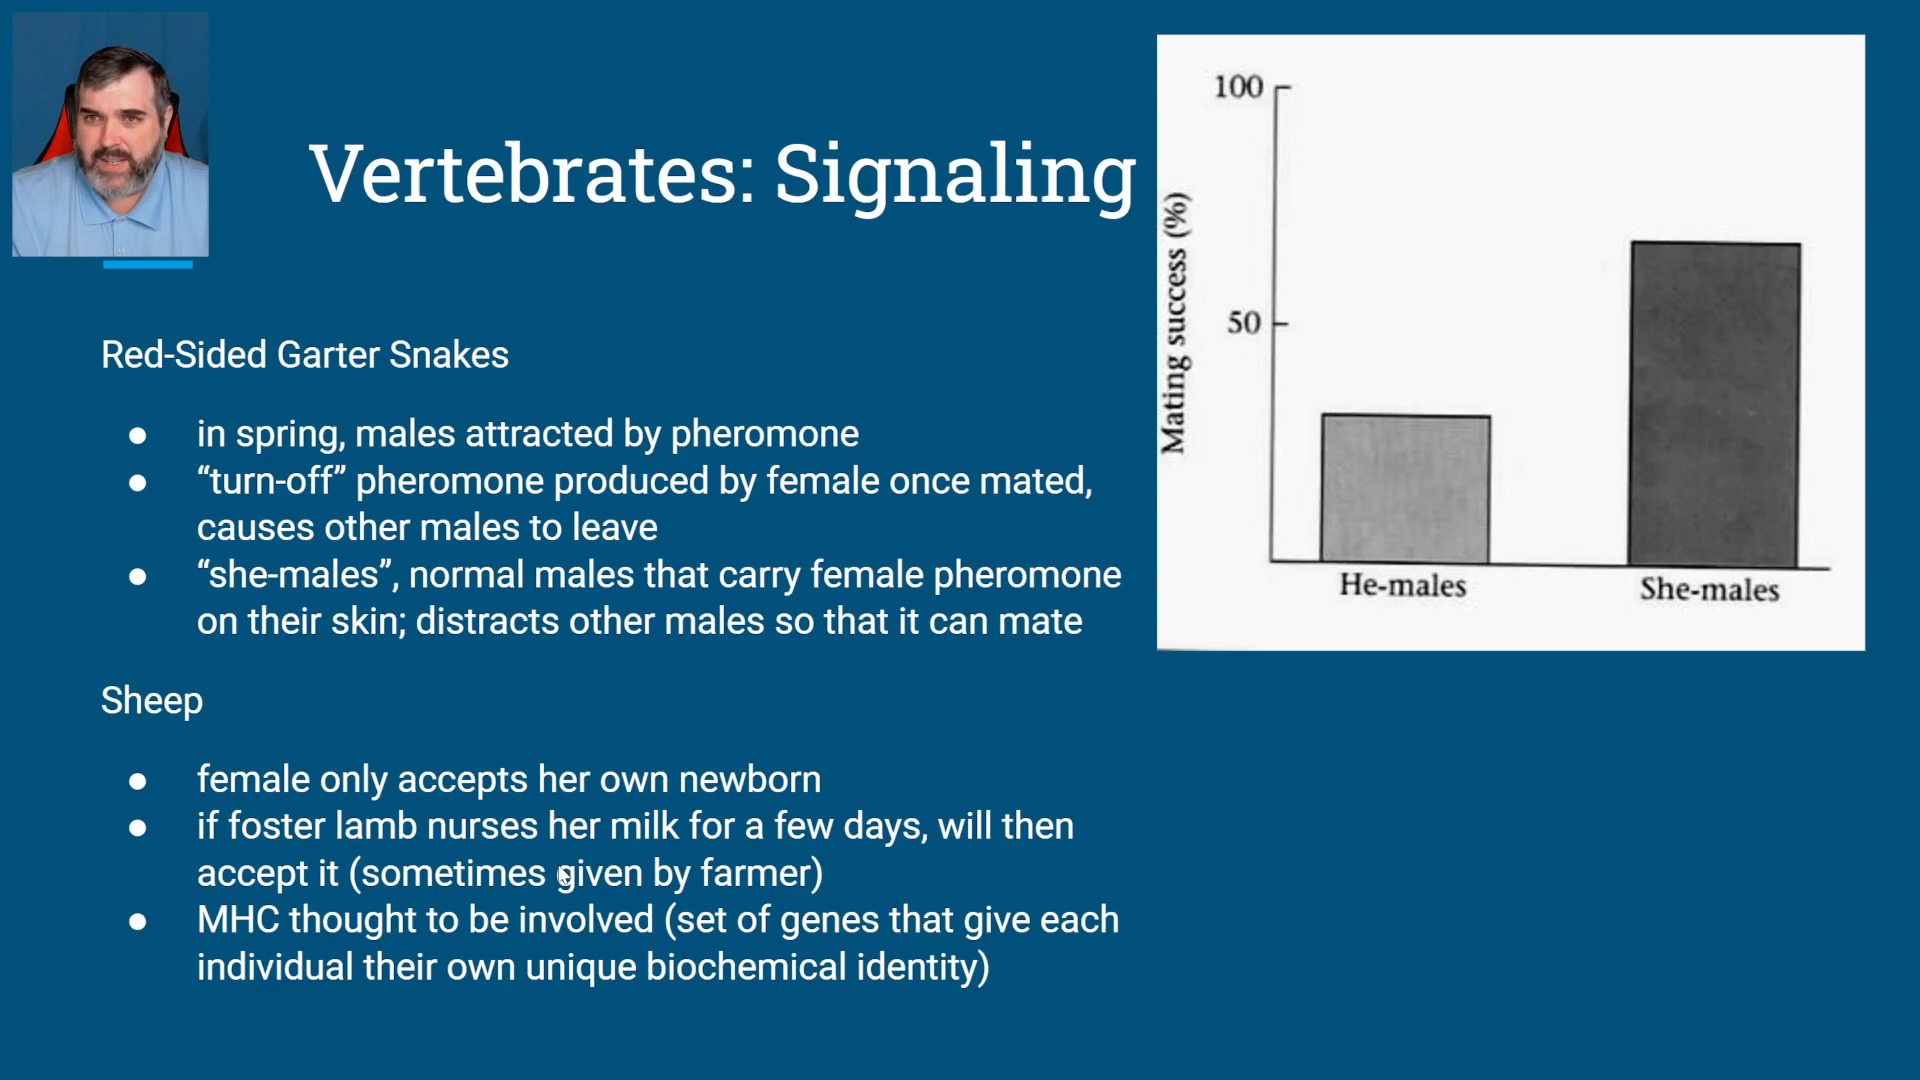 Vertebrates: Signaling
Red-Sided Garter Snakes
● in spring, males attracted by pheromone
● “turn-off” pheromone produced by female once mated,
causes other males to leave
● “she-males”, normal males that carry female pheromone
on their skin; distracts other males so that it can mate
Sheep
● female only accepts her own newborn
● if foster lamb nurses her milk for a few days, will then
accept it (sometimes given by farmer)
● MHC thought to be involved (set of genes that give each
individual their own unique biochemical identity)
Mating success (%)
100
50
He-males
She-males